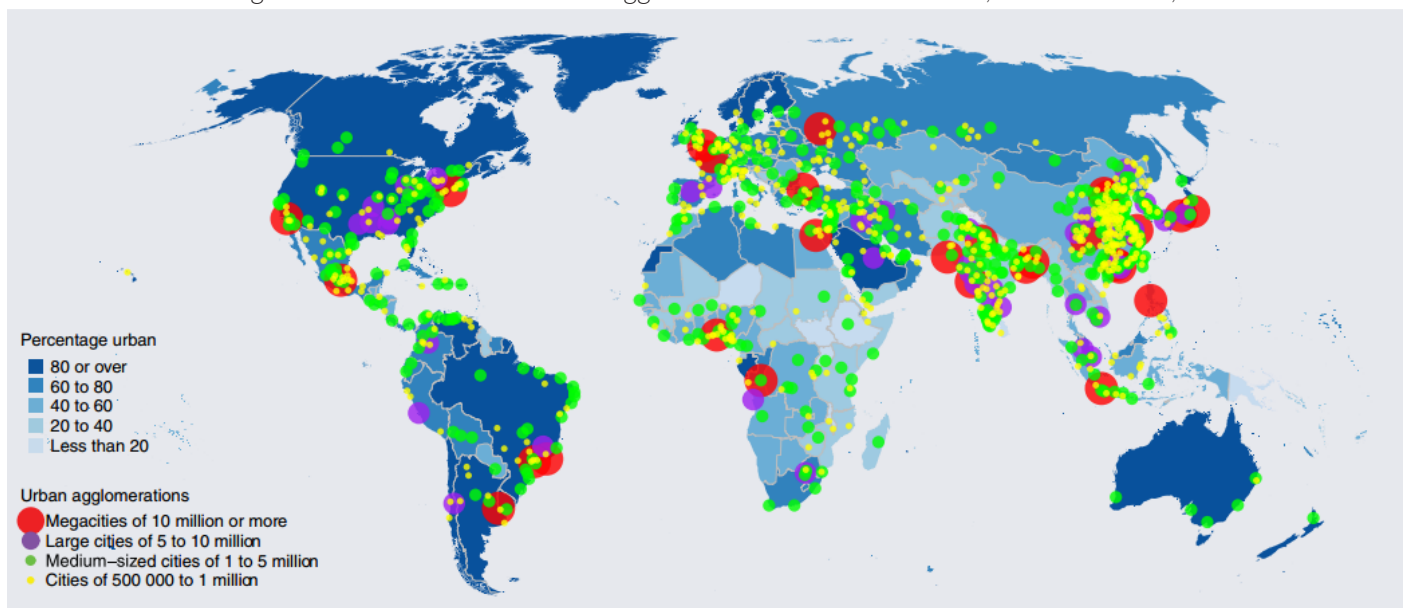 Percentage urban
80 or over
60 to 80
40 to 60
20 to 40
Less than 20
Urban agglomerations
Megacities of 10 million or more
Large cities of 5 to 10 million
Medium–sized cities of 1 to 5 million
Cities of 500 000 to 1 million